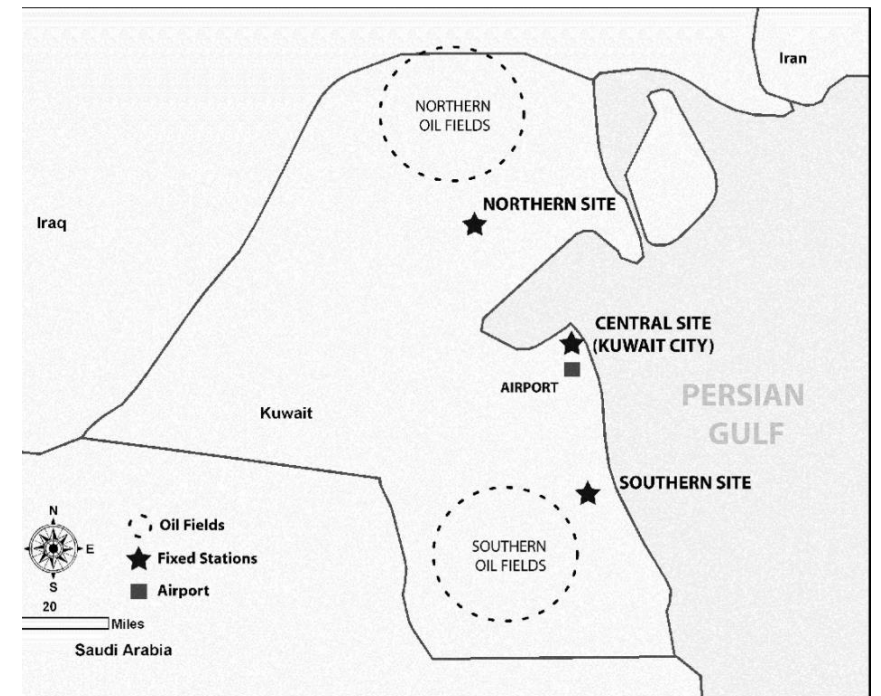 Iran
NORTHERN
OIL FIELDS
NORTHERN SITE
Iraq
CENTRAL SITE
(KUWAIT CITY)
AIRPORT
PERSIAN
GULF
Kuwait
SOUTHERN SITE
SOUTHERN
OIL FIELDS
N
E
S
Oil Fields
Fixed Stations
Airport
20
Miles
Saudi Arabia